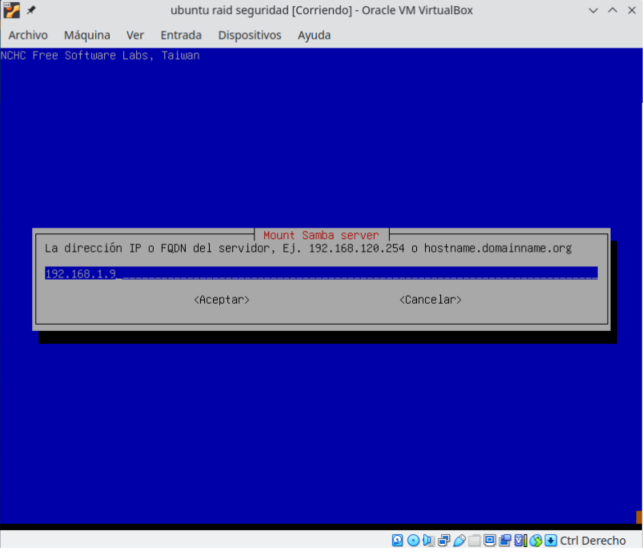 ubuntu raid seguridad [Corriendo] - Oracle VM VirtualBox
Archivo Máquina Ver Entrada Dispositivos Ayuda
NCHC Free Software Labs, Taiwan
Mount Samba server
La dirección IP o FQDN del servidor, Ej. 192.168.120.254 o hostname.domainname.org
192.168.1.9_
<Aceptar> <Cancelar>
Ctrl Derecho